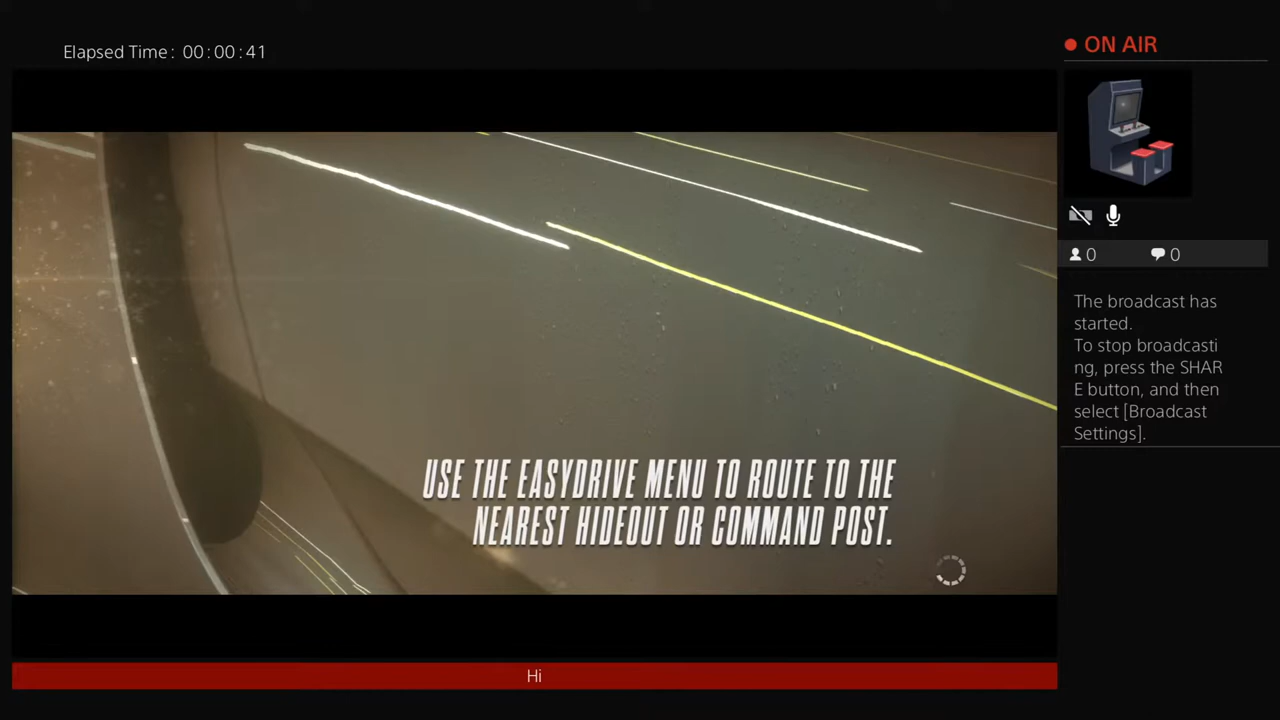 Elapsed Time: 00:00:41
ON AIR
0 0
The broadcast has
started.
To stop broadcasti
ng, press the SHAR
E button, and then
select [Broadcast
Settings].
USE THE EASYDRIVE MENU TO ROUTE TO THE
NEAREST HIDEOUT OR COMMAND POST.
Hi